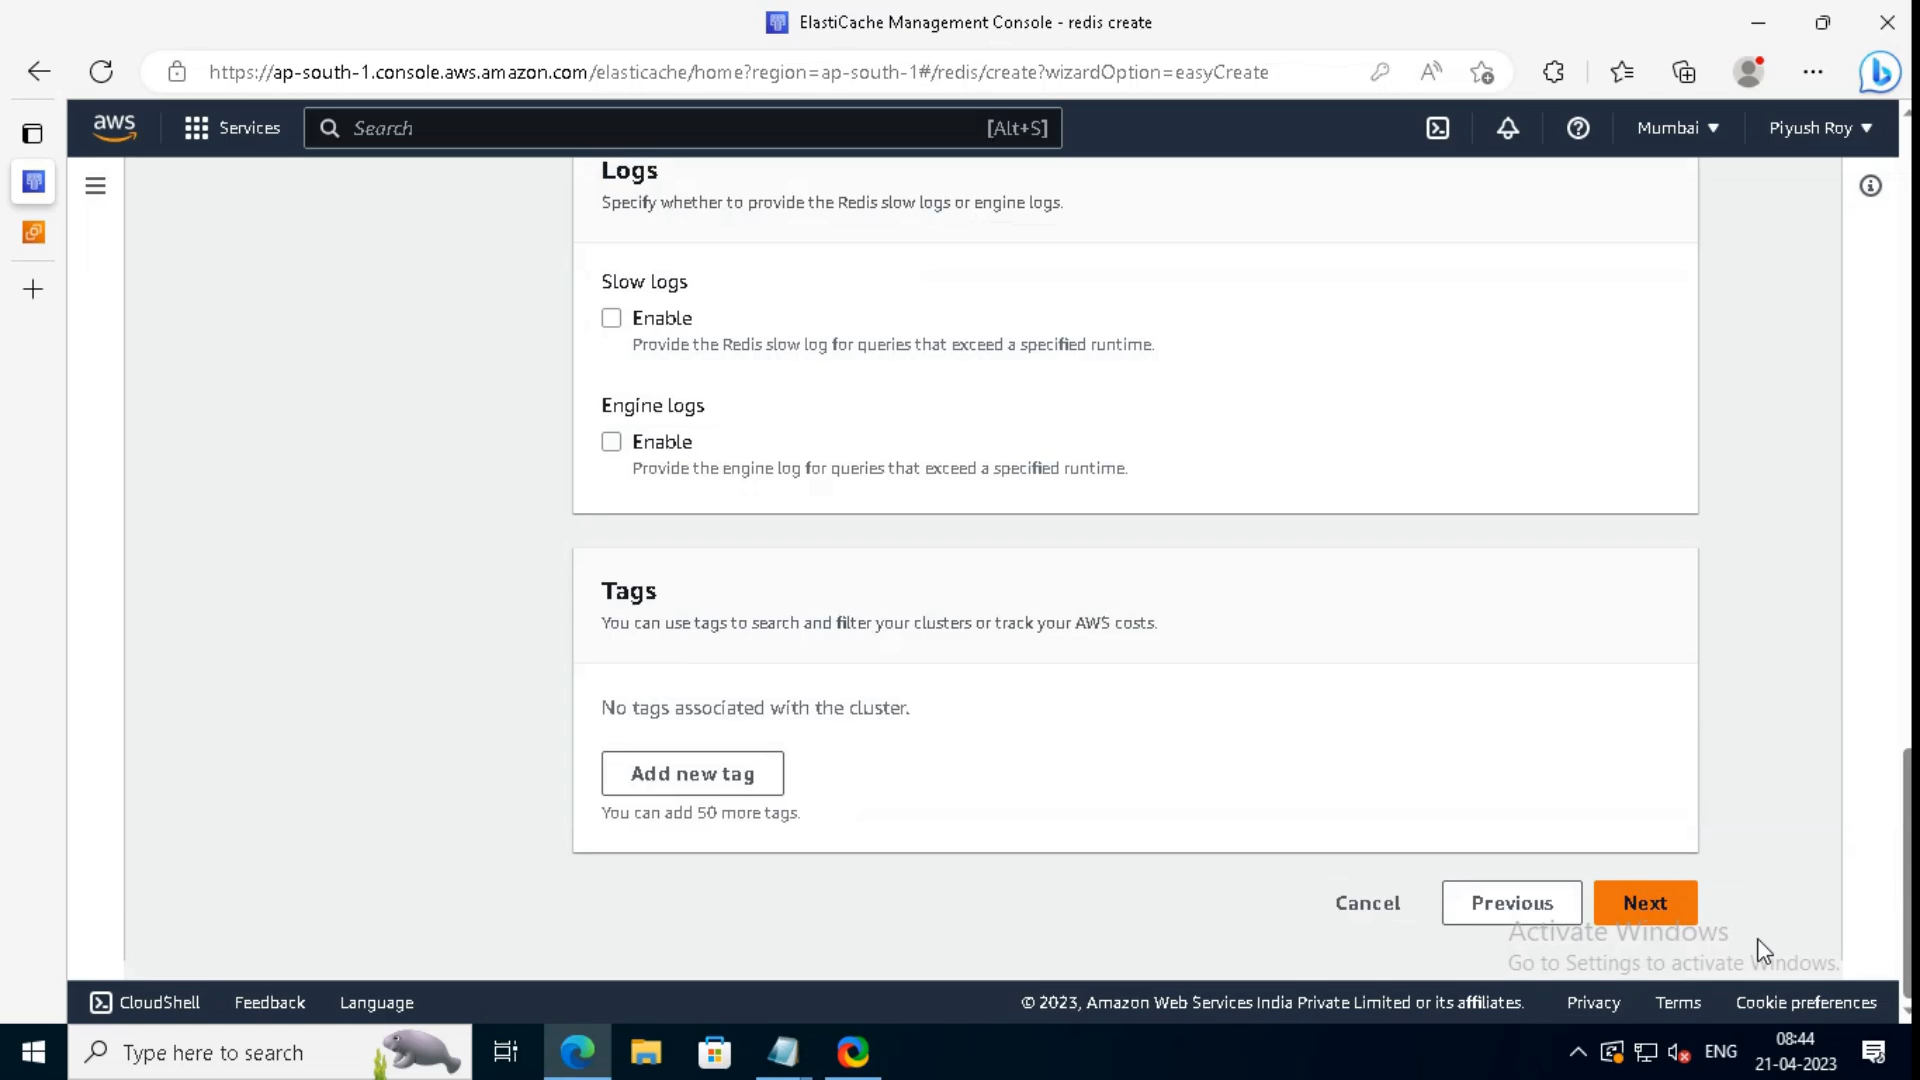 ElastiCache Management Console - redis create
https://ap-south-1.console.aws.amazon.com/elasticache/home?region=ap-south-1#/redis/create?wizardOption=easyCreate
aws
Services
Search
[Alt+S]
Mumbai ▼
Piyush Roy ▼
Logs
Specify whether to provide the Redis slow logs or engine logs.
Slow logs
Enable
Provide the Redis slow log for queries that exceed a specified runtime.
Engine logs
Enable
Provide the engine log for queries that exceed a specified runtime.
Tags
You can use tags to search and filter your clusters or track your AWS costs.
No tags associated with the cluster.
Add new tag
You can add 50 more tags.
Cancel
Previous
Next
Activate Windows
Go to Settings to activate Windows.
CloudShell
Feedback
Language
© 2023, Amazon Web Services India Private Limited or its affiliates.
Privacy
Terms
Cookie preferences
Type here to search
ENG
08:44
21-04-2023